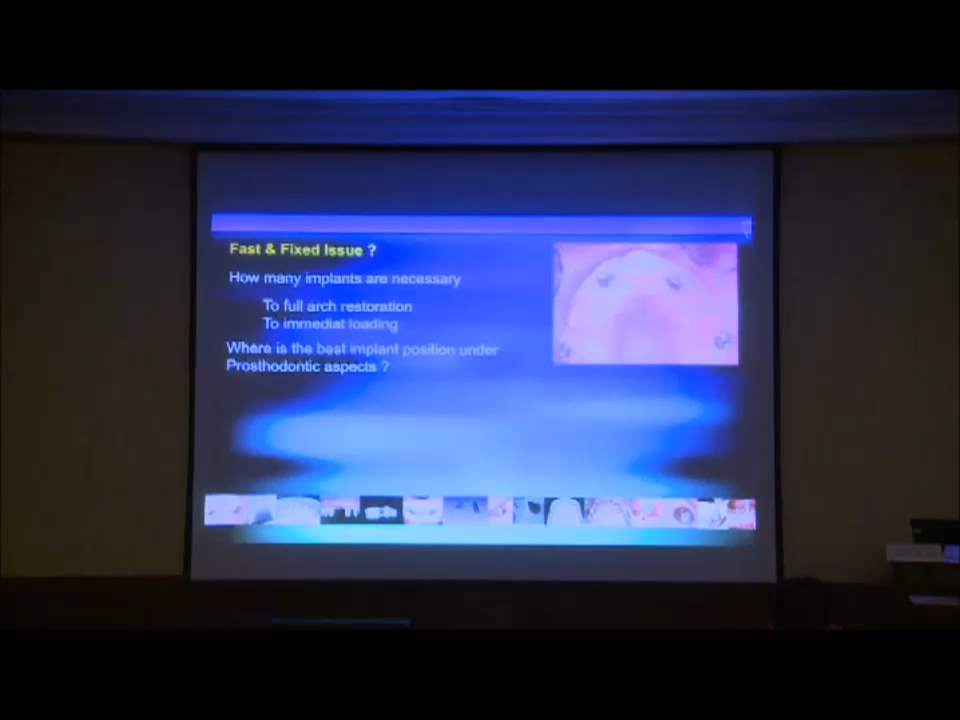 Fast & Fixed Issue ?
How many implants are necessary
To full arch restoration
To immediat loading
Where is the best implant position under
Prosthodontic aspects ?